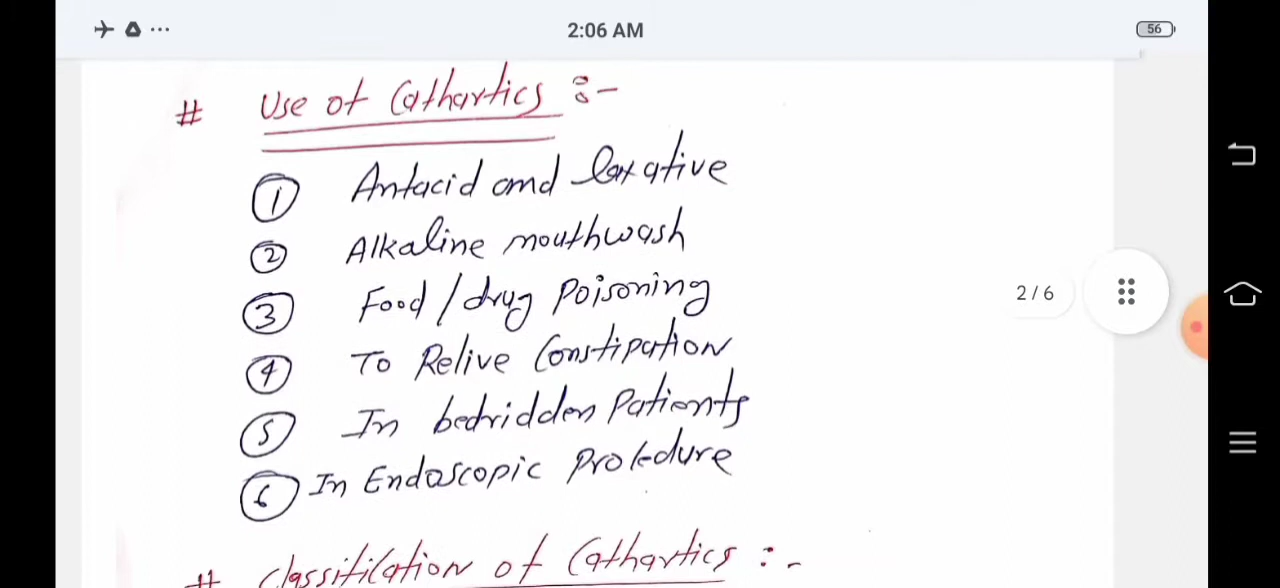 2:06 AM
56
# Use of Cathartics :-
① Antacid and laxative
② Alkaline mouthwash
③ Food/drug Poisoning
④ To Relive Constipation
⑤ In bedridden Patients
⑥ In Endoscopic Procedure
2/6
# Classification of Cathartics :-